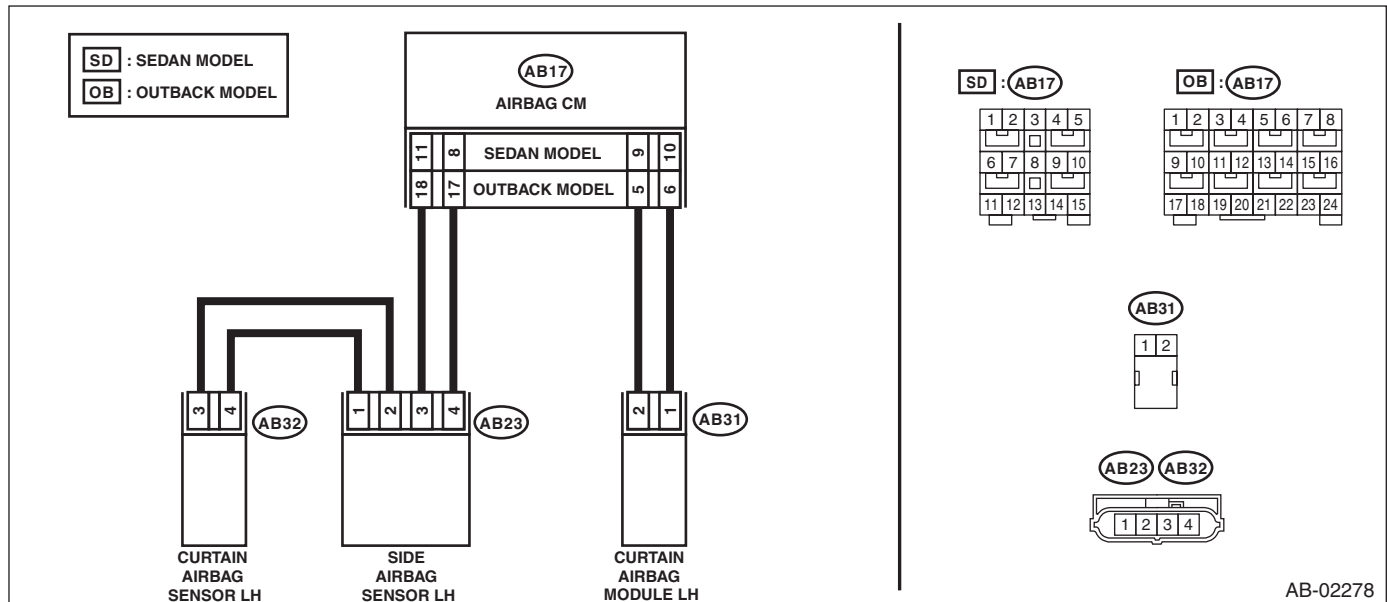 SD : SEDAN MODEL
OB : OUTBACK MODEL
AB17
AIRBAG CM
11 8 SEDAN MODEL 9 10
18 17 OUTBACK MODEL 5 6
3 4 AB32
1 2 3 4 AB23
2 1 AB31
CURTAIN
AIRBAG
SENSOR LH
SIDE
AIRBAG
SENSOR LH
CURTAIN
AIRBAG
MODULE LH
SD : AB17
1 2 3 4 5
6 7 8 9 10
11 12 13 14 15
OB : AB17
1 2 3 4 5 6 7 8
9 10 11 12 13 14 15 16
17 18 19 20 21 22 23 24
AB31
1 2
AB23 AB32
1 2 3 4
AB-02278